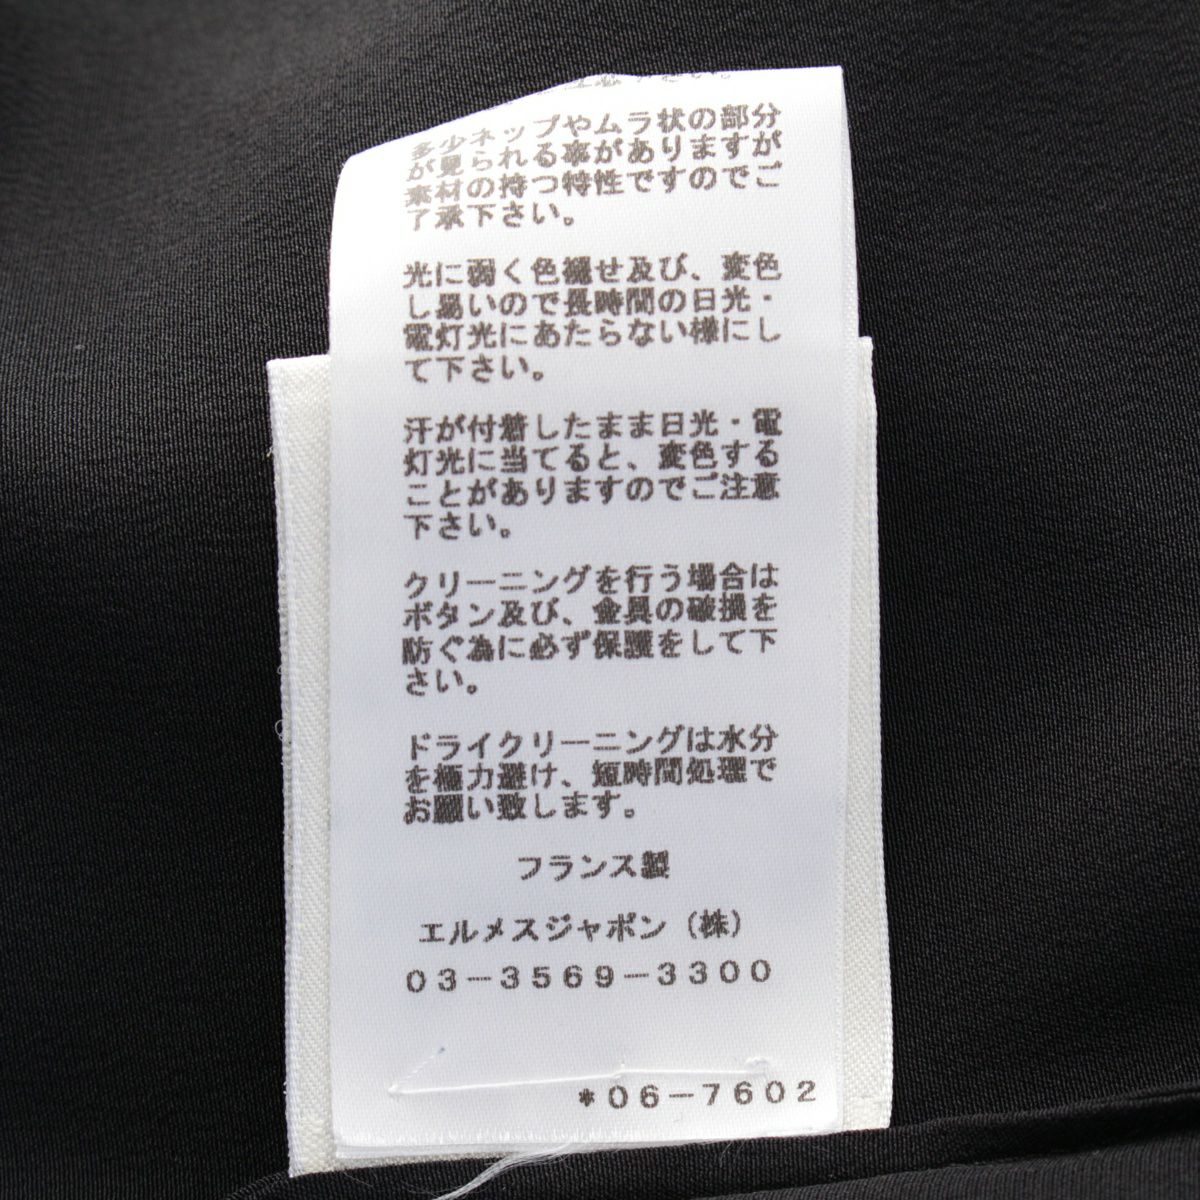 多少ネップやムラ状の部分
が見られる事がありますが
素材の持つ特性ですのでご
了承下さい。
光に弱く色褪せ及び、変色
し易いので長時間の日光・
電灯光にあたらない様にし
て下さい。
汗が付着したまま日光・電
灯光に当てると、変色する
ことがありますのでご注意
下さい。
クリーニングを行う場合は
ボタン及び、金具の破損を
防ぐ為に必ず保護をして下
さい。
ドライクリーニングは水分
を極力避け、短時間処理で
お願い致します。
フランス製
エルメスジャポン（株）
03-3569-3300
*06-7602